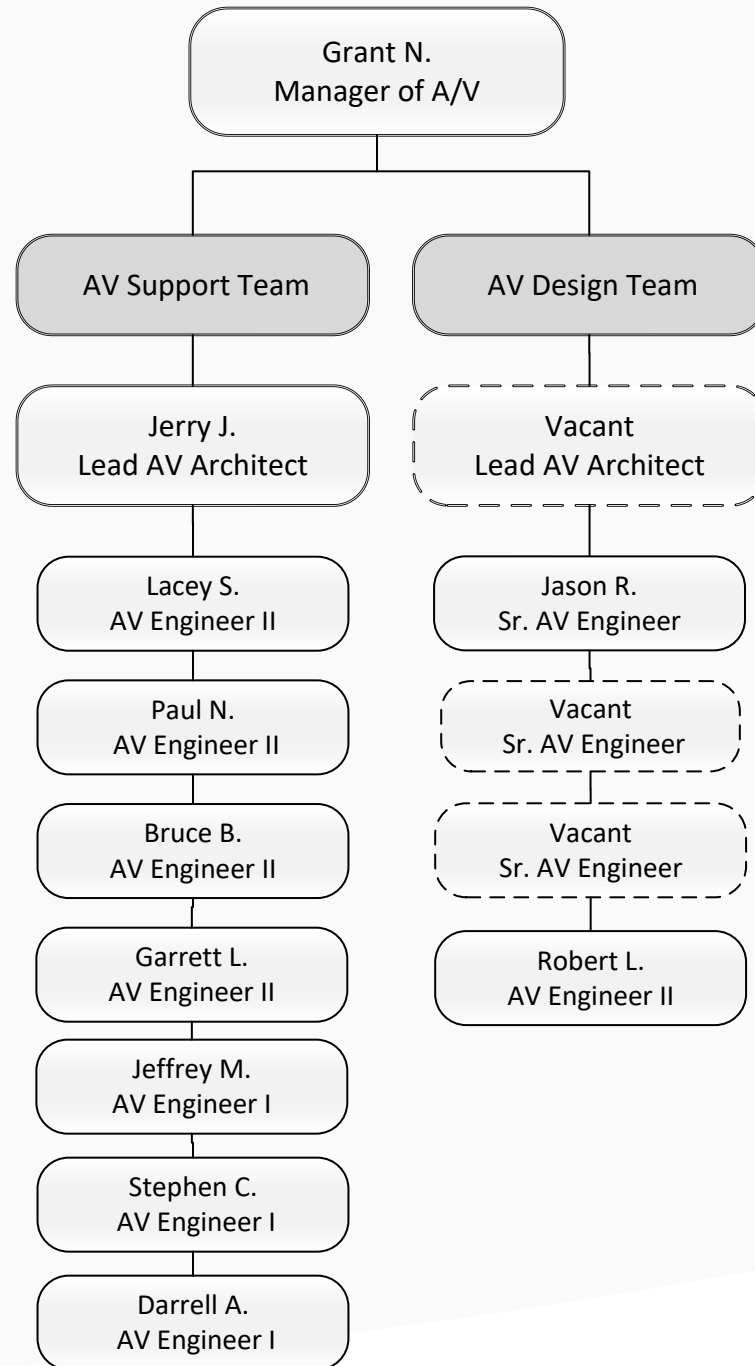 Grant N.
Manager of A/V
AV Support Team
AV Design Team
Jerry J.
Lead AV Architect
Vacant
Lead AV Architect
Lacey S.
AV Engineer II
Jason R.
Sr. AV Engineer
Paul N.
AV Engineer II
Vacant
Sr. AV Engineer
Bruce B.
AV Engineer II
Vacant
Sr. AV Engineer
Garrett L.
AV Engineer II
Robert L.
AV Engineer II
Jeffrey M.
AV Engineer I
Stephen C.
AV Engineer I
Darrell A.
AV Engineer I